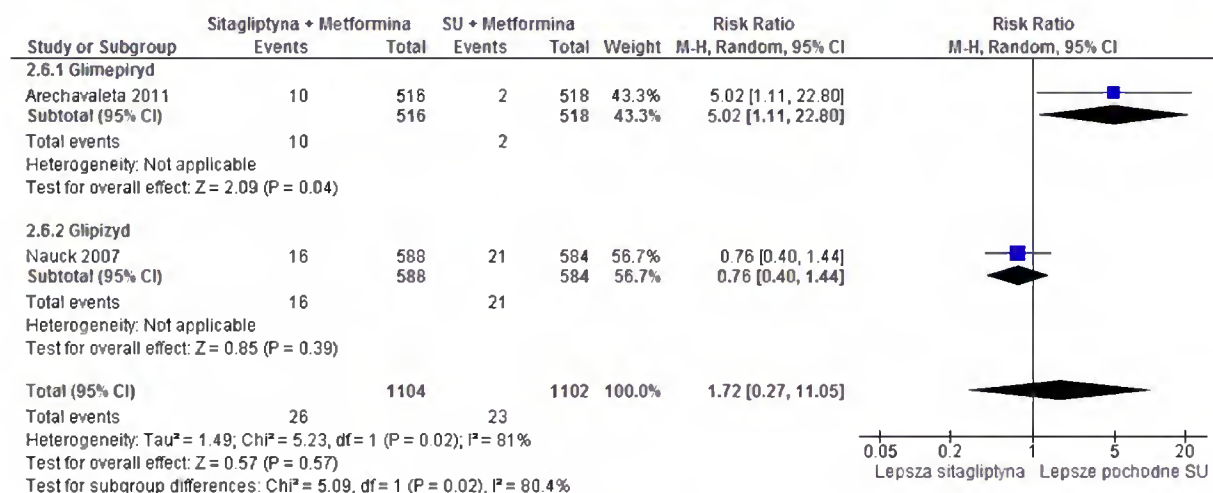 Sitagliptyna + Metformina SU + Metformina Risk Ratio Risk Ratio
Study or Subgroup Events Total Events Total Weight M-H, Random, 95% CI M-H, Random, 95% CI
2.6.1 Glimepiryd
Arechavaleta 2011 10 516 2 518 43.3% 5.02 [1.11, 22.80]
Subtotal (95% CI) 516 518 43.3% 5.02 [1.11, 22.80]
Total events 10 2
Heterogeneity: Not applicable
Test for overall effect: Z = 2.09 (P = 0.04)
2.6.2 Glipizyd
Nauck 2007 16 588 21 584 56.7% 0.76 [0.40, 1.44]
Subtotal (95% CI) 588 584 56.7% 0.76 [0.40, 1.44]
Total events 16 21
Heterogeneity: Not applicable
Test for overall effect: Z = 0.85 (P = 0.39)
Total (95% CI) 1104 1102 100.0% 1.72 [0.27, 11.05]
Total events 26 23
Heterogeneity: Tau² = 1.49; Chi² = 5.23, df = 1 (P = 0.02); I² = 81%
Test for overall effect: Z = 0.57 (P = 0.57)
Test for subgroup differences: Chi² = 5.09, df = 1 (P = 0.02), I² = 80.4%
0.05 0.2 1 5 20
Lepsza sitagliptyna Lepsze pochodne SU